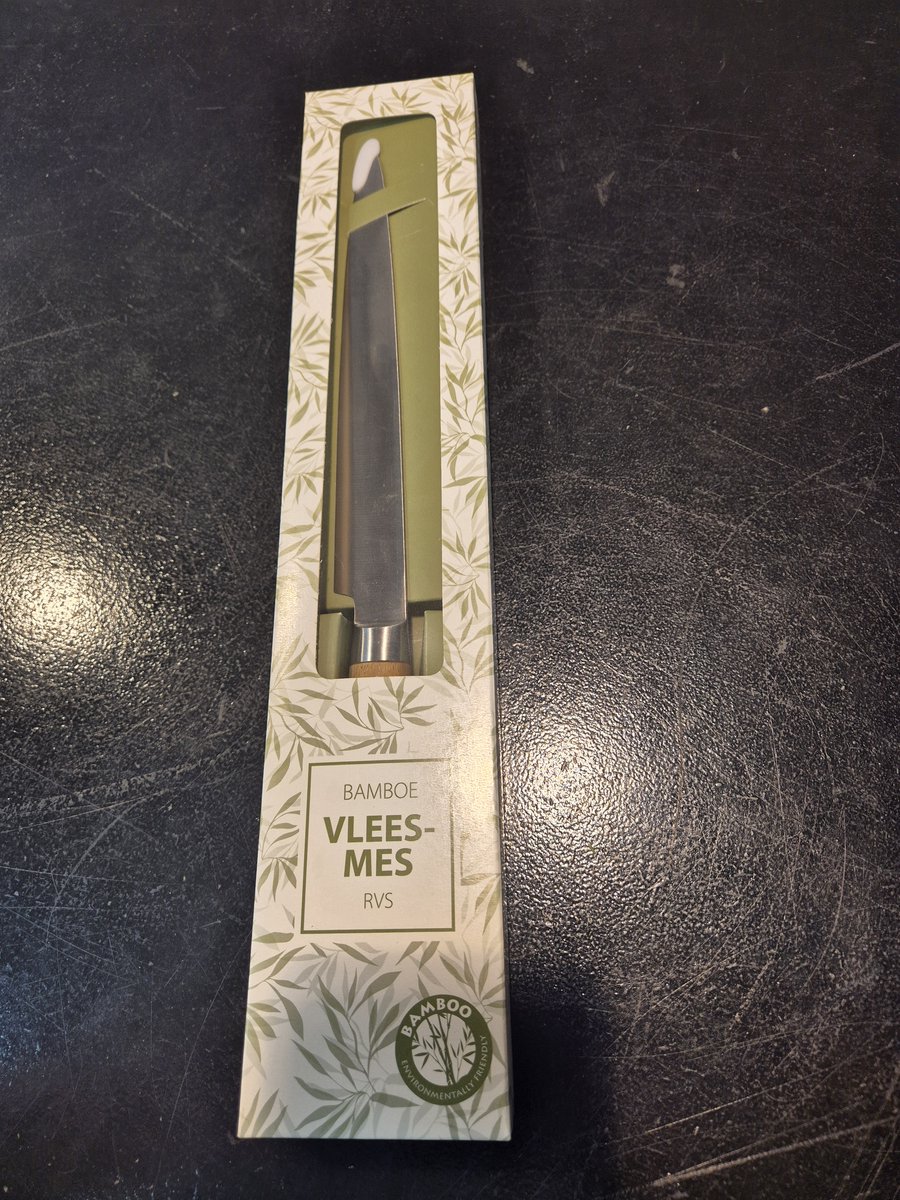 BAMBOE
VLEES-
MES
RVS
BAMBOO
ENVIRONMENTALLY FRIENDLY